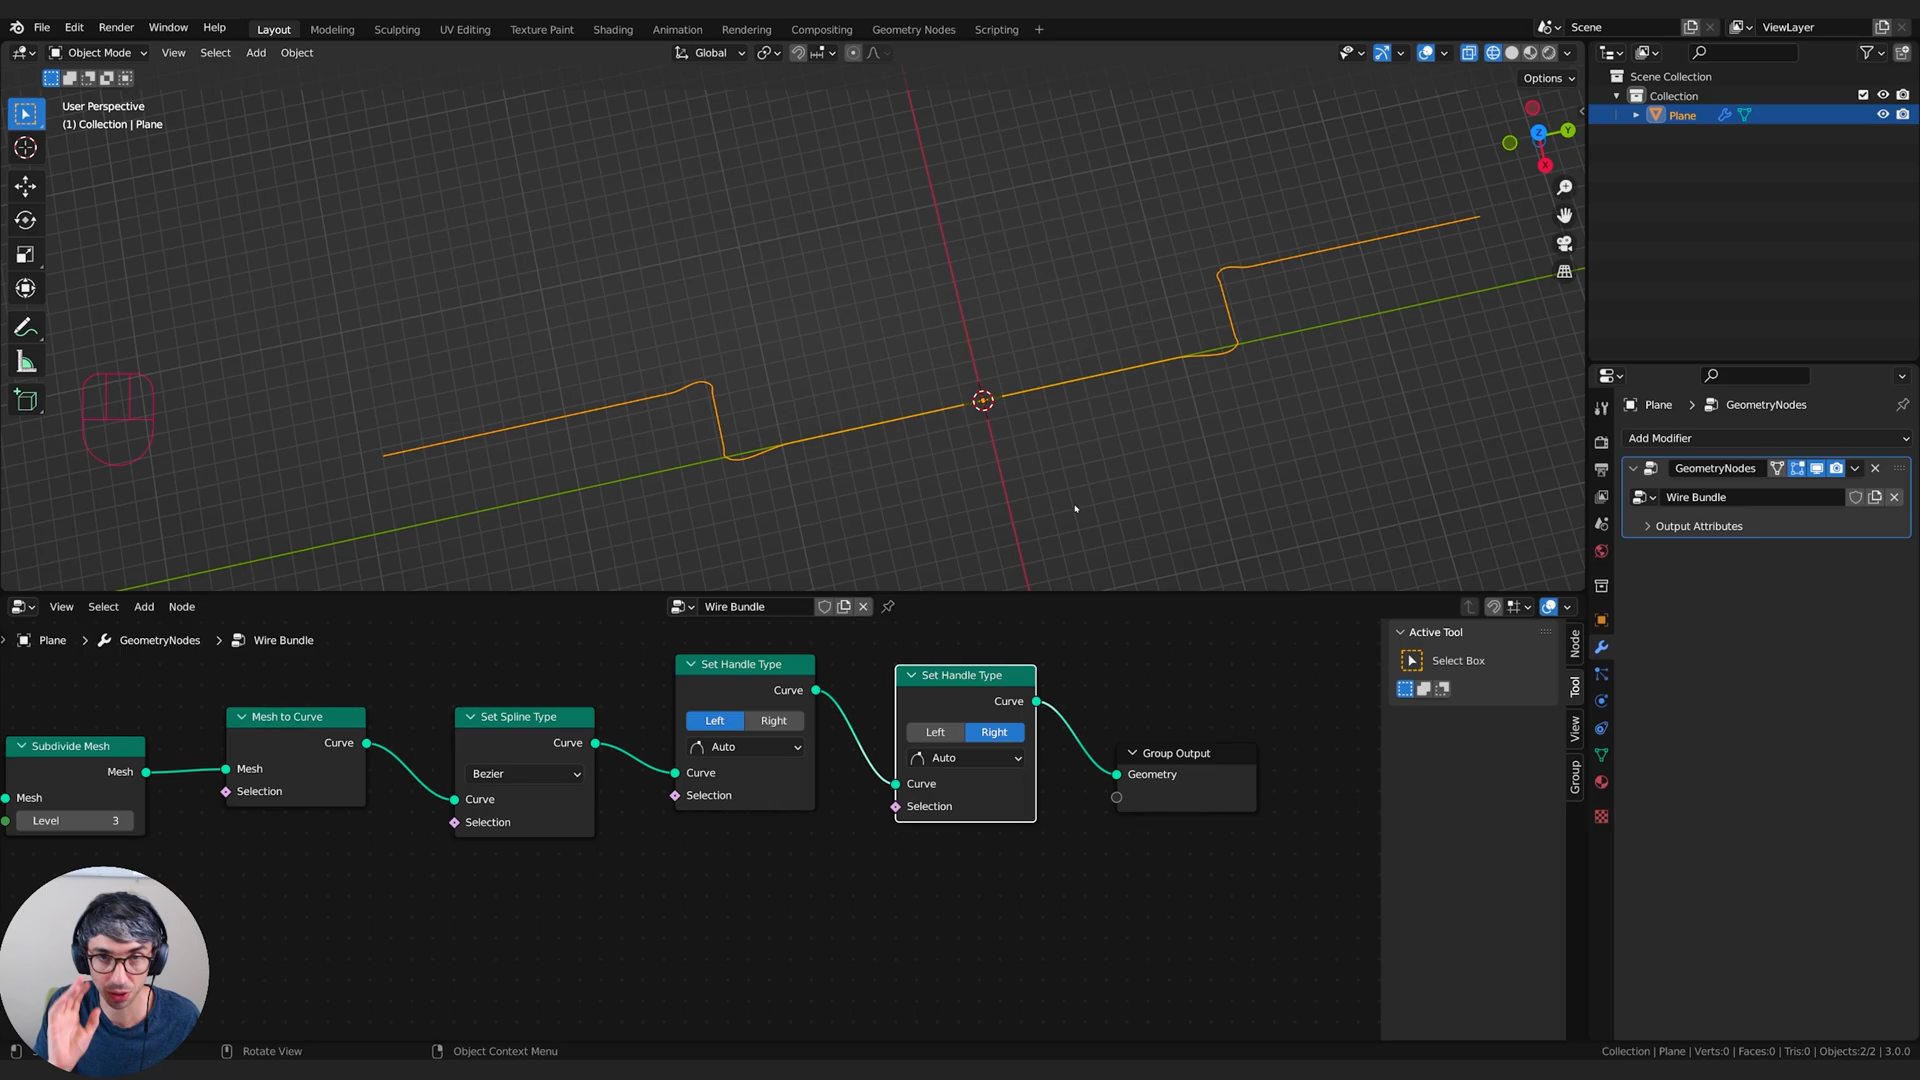 File Edit Render Window Help Layout Modeling Sculpting UV Editing Texture Paint Shading Animation Rendering Compositing Geometry Nodes Scripting + Scene ViewLayer
Object Mode View Select Add Object Global
Options
User Perspective
(1) Collection | Plane
Z Y X
Scene Collection
Collection
Plane
Plane > GeometryNodes
Add Modifier
GeometryNodes
Wire Bundle
Output Attributes
View Select Add Node Wire Bundle
Plane > GeometryNodes > Wire Bundle
Subdivide Mesh
Mesh
Mesh
Level 3
Mesh to Curve
Curve
Mesh
Selection
Set Spline Type
Curve
Bezier
Curve
Selection
Set Handle Type
Curve
Left Right
Auto
Curve
Selection
Set Handle Type
Curve
Left Right
Auto
Curve
Selection
Group Output
Geometry
Active Tool
Select Box
Node
Tool
View
Group
Rotate View
Object Context Menu
Collection | Plane | Verts:0 | Faces:0 | Tris:0 | Objects:2/2 | 3.0.0